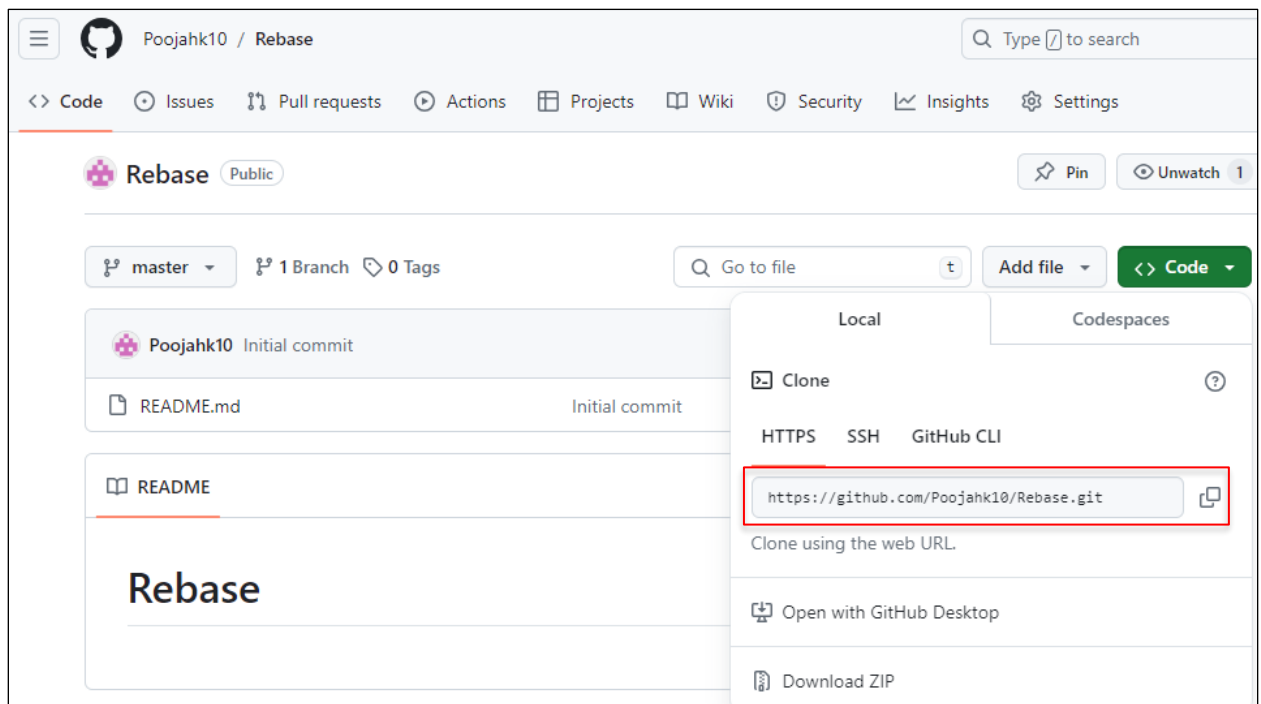 Poojahk10 / Rebase Type / to search
Code Issues Pull requests Actions Projects Wiki Security Insights Settings
Rebase Public Pin Unwatch 1
master 1 Branch 0 Tags Go to file t Add file Code
Local Codespaces
Poojahk10 Initial commit
Clone
README.md Initial commit
HTTPS SSH GitHub CLI
README
https://github.com/Poojahk10/Rebase.git
Clone using the web URL.
Rebase
Open with GitHub Desktop
Download ZIP